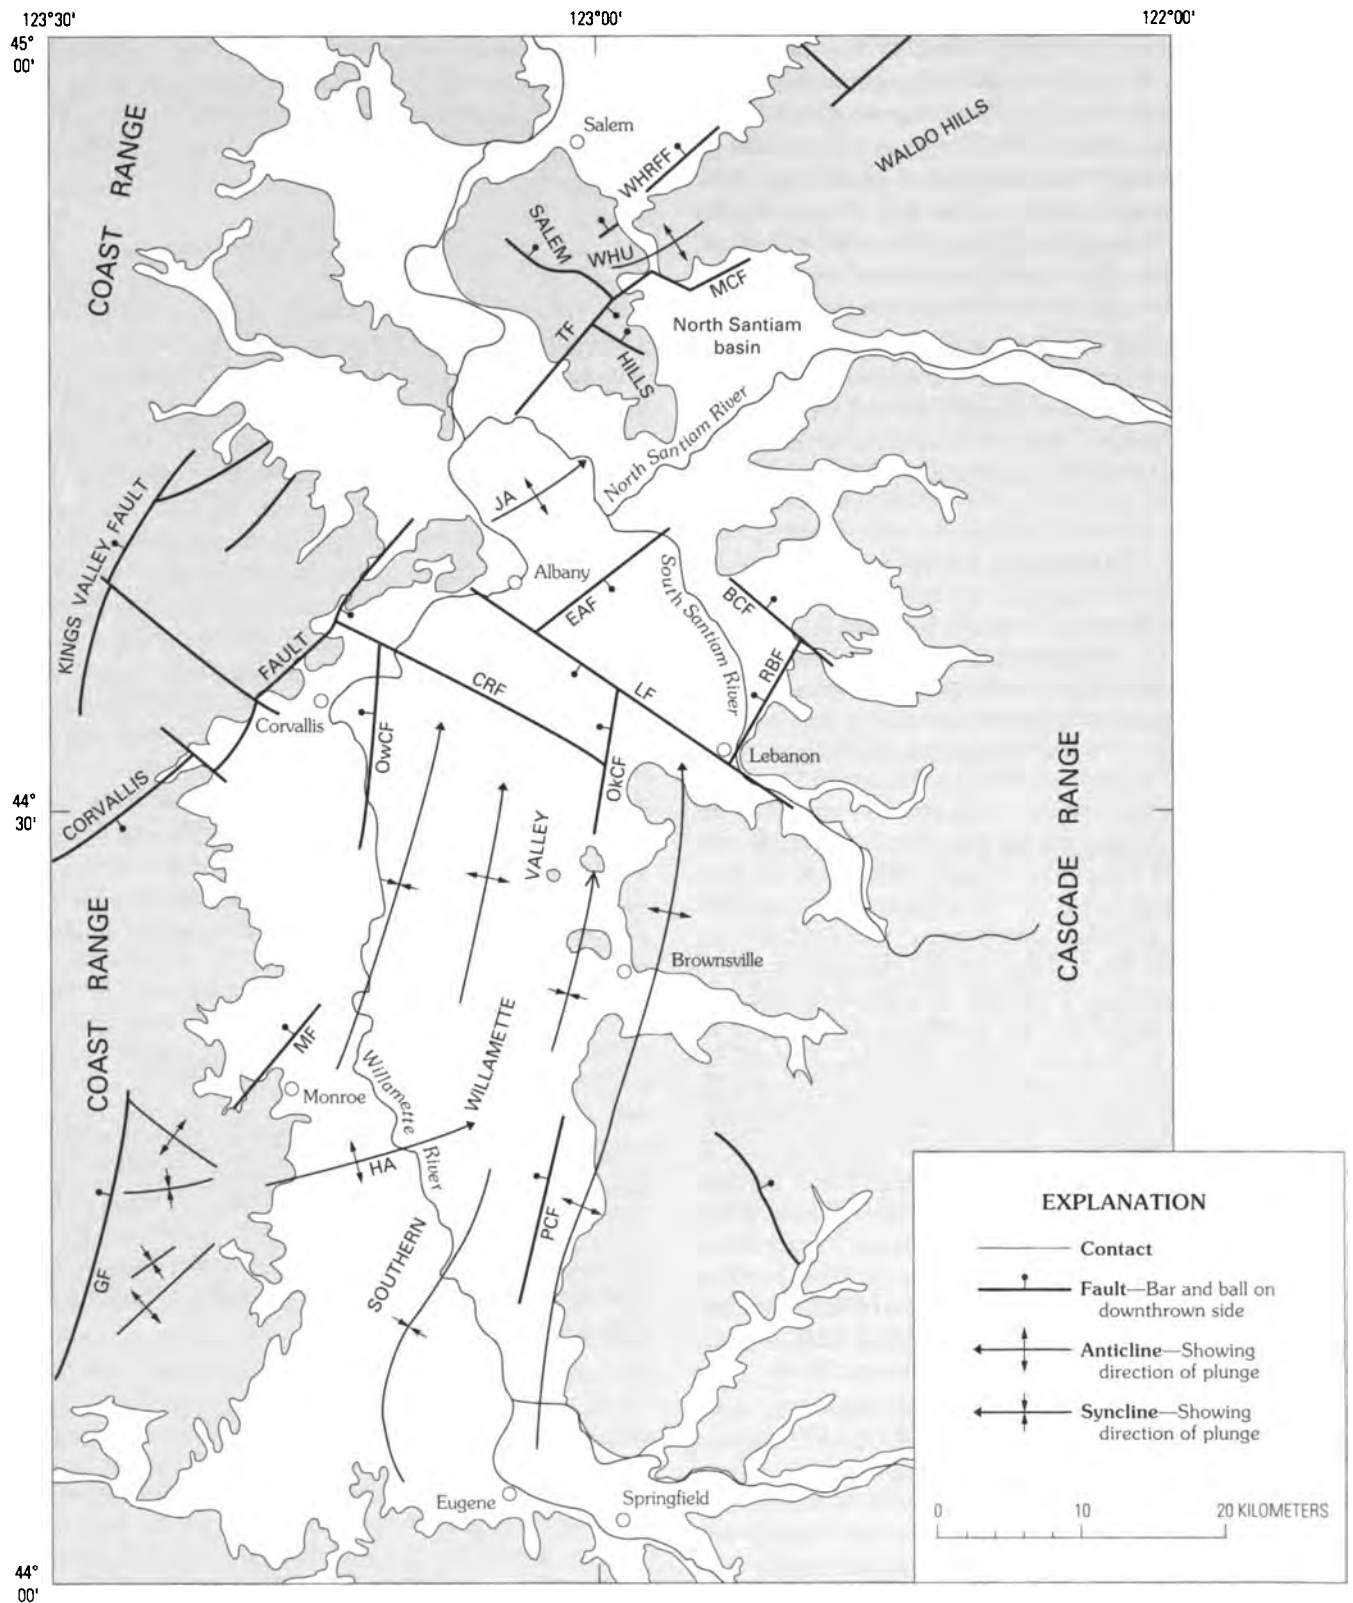 123°30'
123°00'
122°00'
45°
00'
Salem
WALDO HILLS
WHRFF
COAST RANGE
SALEM
WHU
MCF
TF
North Santiam
basin
HILLS
North Santiam River
JA
KINGS VALLEY FAULT
Albany
EAF
South Santiam River
BCF
FAULT
RBF
CRF
LF
Corvallis
OwCF
Lebanon
OkCF
CORVALLIS
44°
30'
VALLEY
CASCADE RANGE
COAST RANGE
Brownsville
WILLAMETTE
MF
Monroe
Willamette River
HA
PCF
SOUTHERN
GF
EXPLANATION
Contact
Fault—Bar and ball on
downthrown side
Anticline—Showing
direction of plunge
Syncline—Showing
direction of plunge
Eugene
Springfield
0 10 20 KILOMETERS
44°
00'